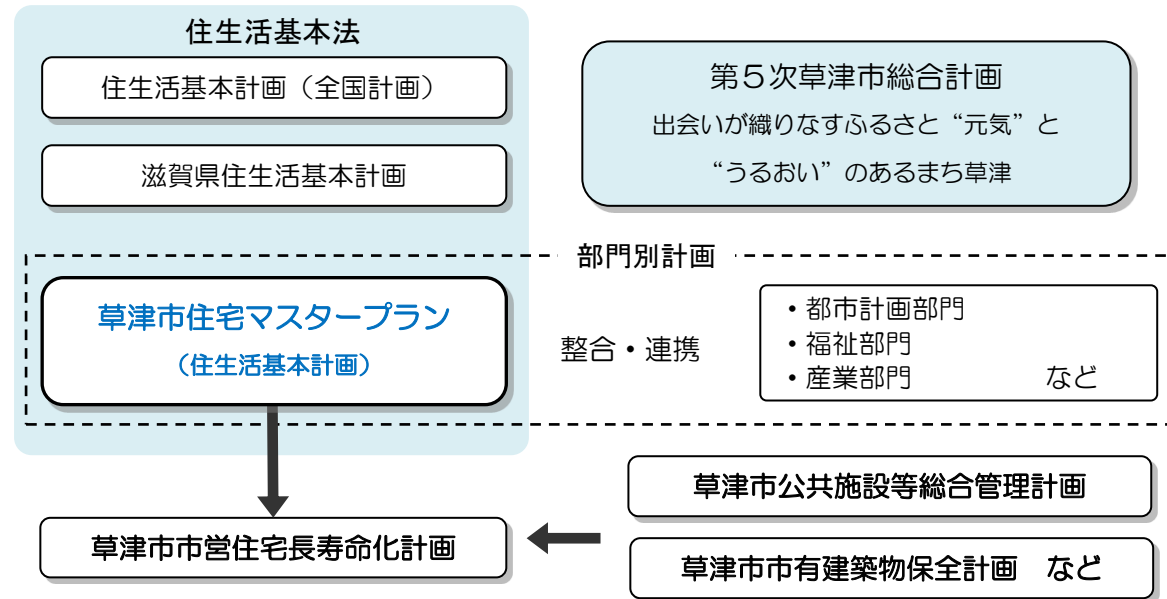 住生活基本法
住生活基本計画（全国計画）
滋賀県住生活基本計画
第５次草津市総合計画
出会いが織りなすふるさと“元気”と
“うるおい”のあるまち草津
部門別計画
草津市住宅マスタープラン
（住生活基本計画）
整合・連携
・都市計画部門
・福祉部門
・産業部門　など
草津市公共施設等総合管理計画
草津市市営住宅長寿命化計画
草津市市有建築物保全計画　など